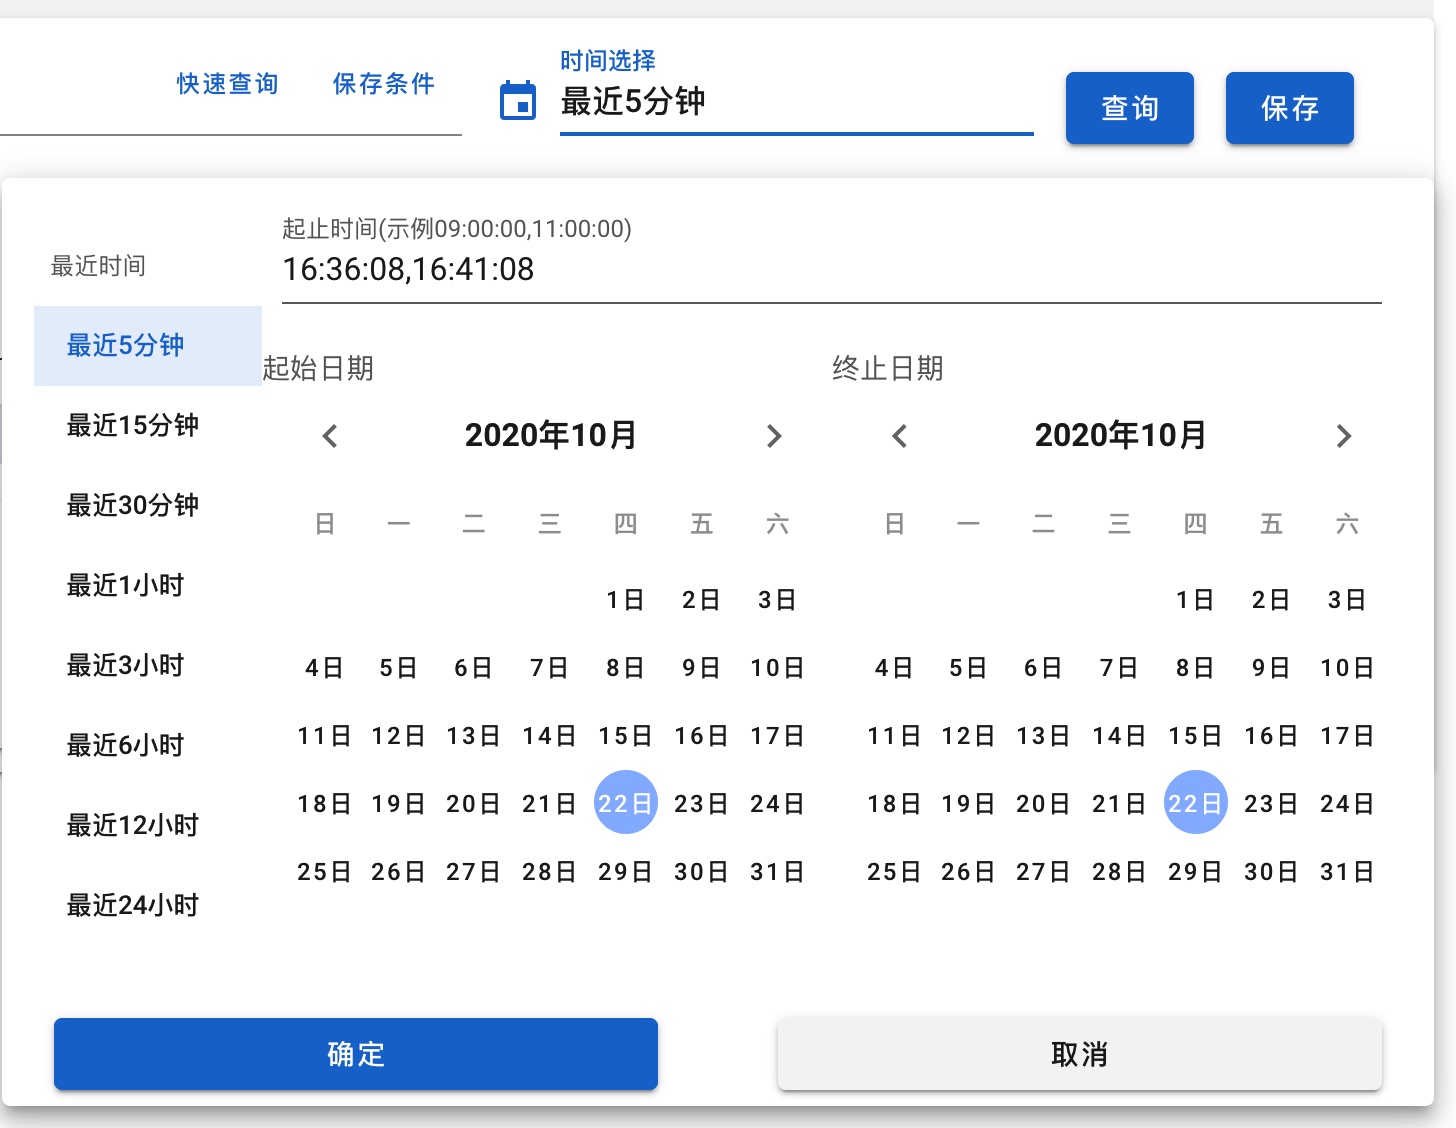 快速查询 保存条件
时间选择
最近5分钟
查询 保存
最近时间
最近5分钟
最近15分钟
最近30分钟
最近1小时
最近3小时
最近6小时
最近12小时
最近24小时
起止时间(示例09:00:00,11:00:00)
16:36:08,16:41:08
起始日期
2020年10月
日 一 二 三 四 五 六
1日 2日 3日
4日 5日 6日 7日 8日 9日 10日
11日 12日 13日 14日 15日 16日 17日
18日 19日 20日 21日 22日 23日 24日
25日 26日 27日 28日 29日 30日 31日
终止日期
2020年10月
日 一 二 三 四 五 六
1日 2日 3日
4日 5日 6日 7日 8日 9日 10日
11日 12日 13日 14日 15日 16日 17日
18日 19日 20日 21日 22日 23日 24日
25日 26日 27日 28日 29日 30日 31日
确定 取消